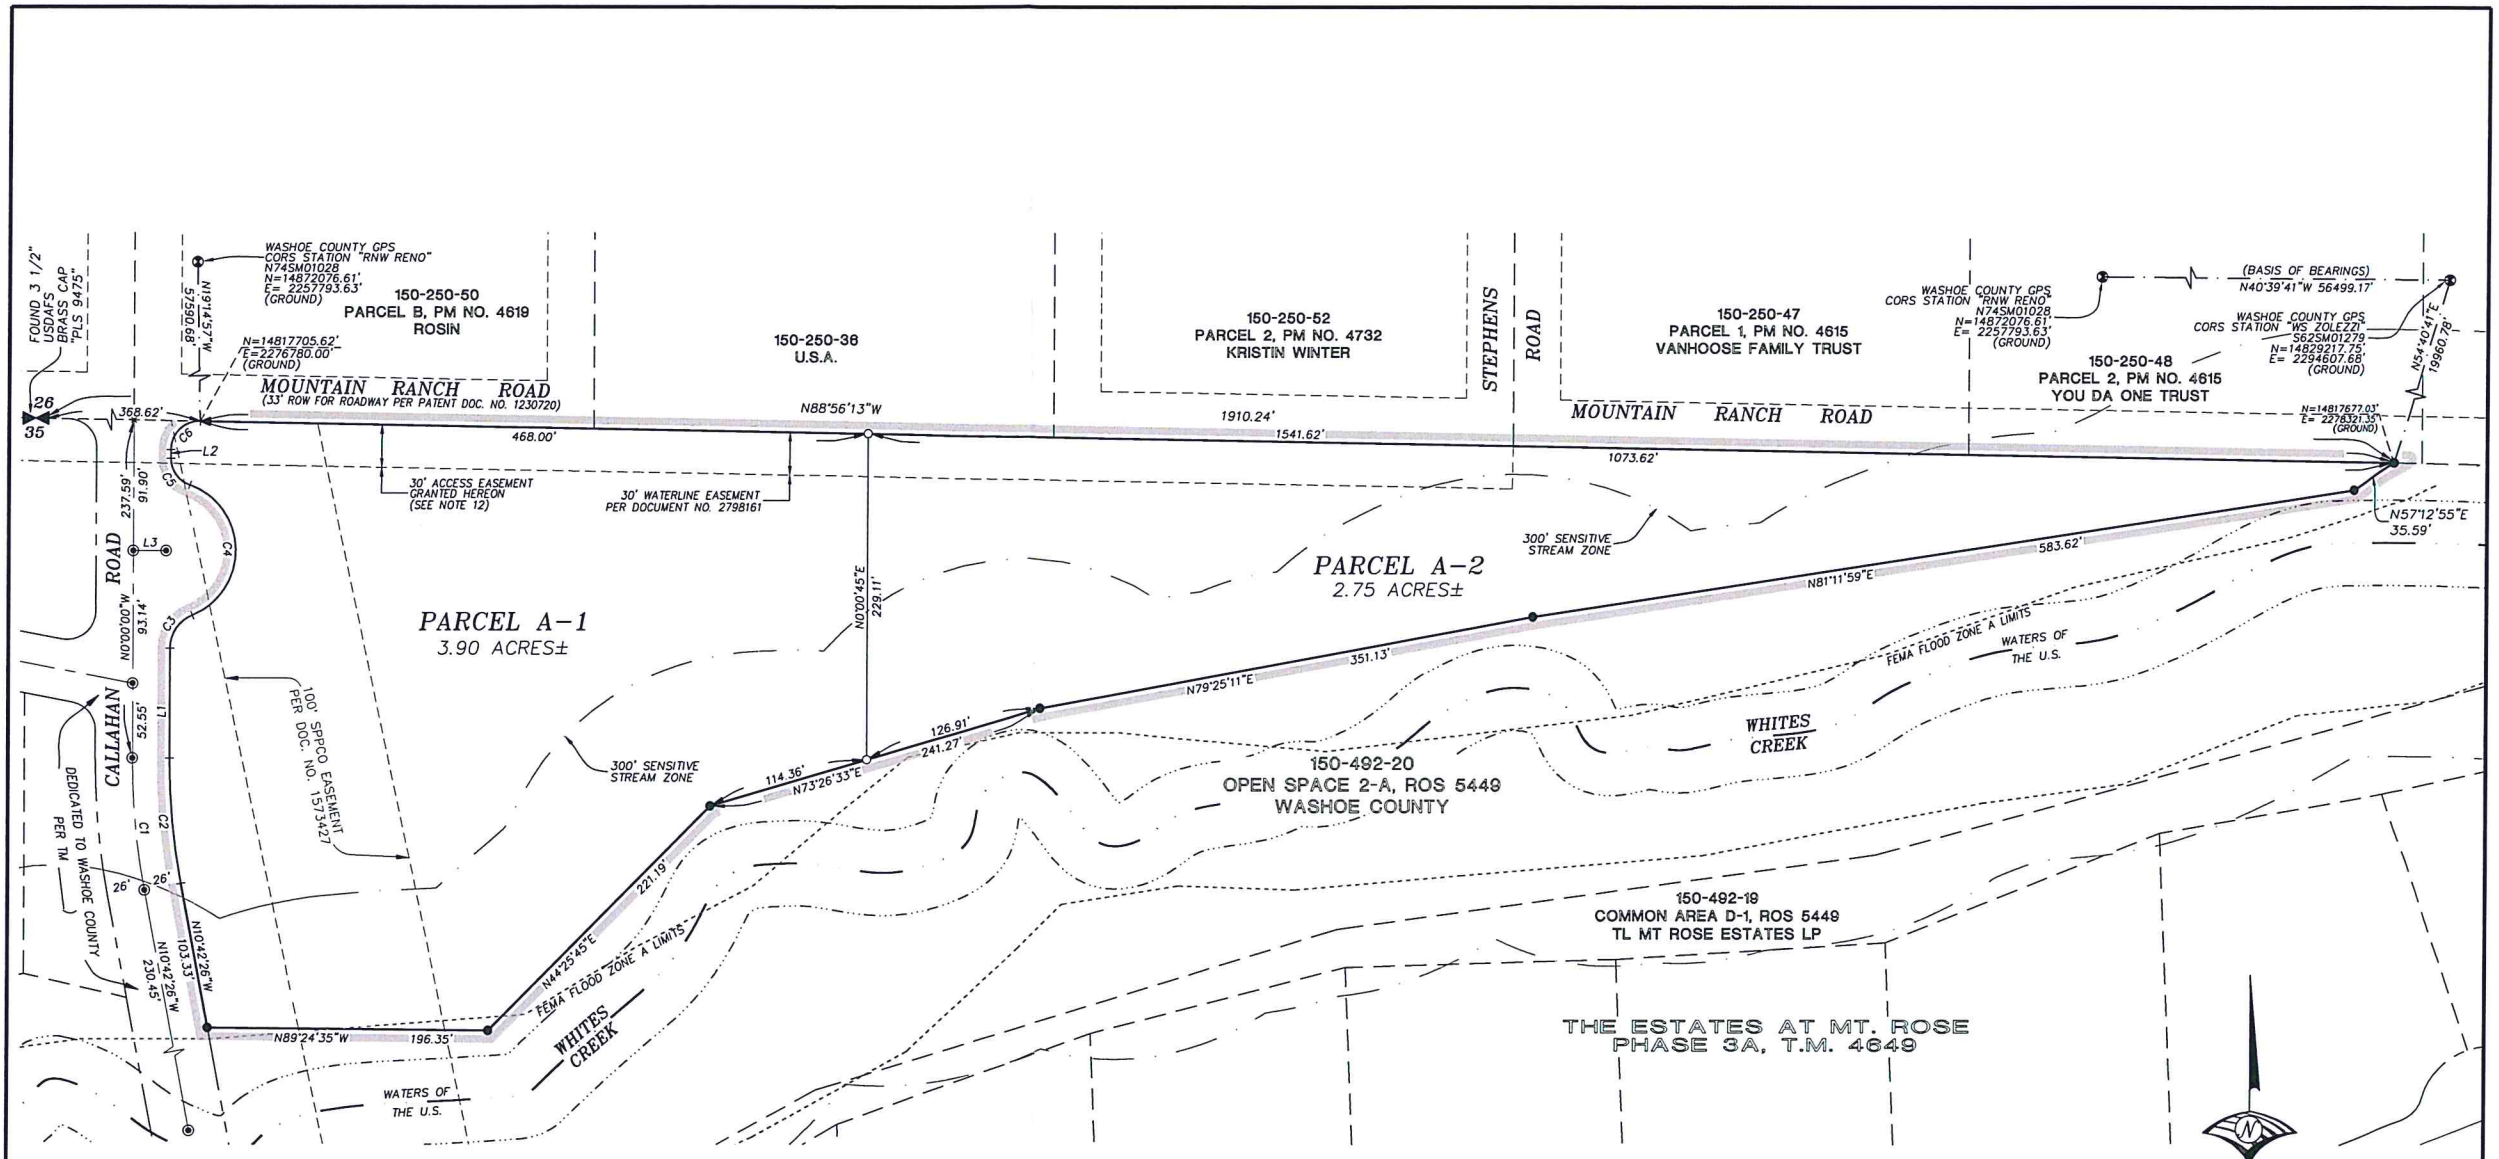 FOUND 3 1/2"
USDAFS
BRASS CAP
"PLS 9475"
26
35
368.62'
WASHOE COUNTY GPS
CORS STATION "RNW RENO"
N74SM01028
N=14872076.61'
E= 2257793.63'
(GROUND)
N19°14'57"W
57590.68'
N=14817705.62'
E=2276780.00'
(GROUND)
150-250-50
PARCEL B, PM NO. 4619
ROSIN
MOUNTAIN RANCH ROAD
(33' ROW FOR ROADWAY PER PATENT DOC. NO. 1230720)
150-250-36
U.S.A.
150-250-52
PARCEL 2, PM NO. 4732
KRISTIN WINTER
STEPHENS
ROAD
150-250-47
PARCEL 1, PM NO. 4615
VANHOOSE FAMILY TRUST
WASHOE COUNTY GPS
CORS STATION "RNW RENO"
N74SM01028
N=14872076.61'
E= 2257793.63'
(GROUND)
(BASIS OF BEARINGS)
N40°39'41"W 56499.17'
WASHOE COUNTY GPS
CORS STATION "WS ZOLEZZI"
S62SM01279
N=14829217.75'
E= 2294607.68'
(GROUND)
150-250-48
PARCEL 2, PM NO. 4615
YOU DA ONE TRUST
N54°40'41"E
19960.78'
N=14817677.03'
E= 2278321.35'
(GROUND)
MOUNTAIN RANCH ROAD
N88°56'13"W
1910.24'
468.00'
1541.62'
1073.62'
C6
L2
C5
C4
C3
L3
237.59'
91.90'
N0°00'00"W
93.14'
CALLAHAN ROAD
52.55'
L1
C1
C2
26'
26'
DEDICATED TO WASHOE COUNTY
PER TM
N10°42'26"W
230.45'
N10°42'26"W
103.33'
30' ACCESS EASEMENT
GRANTED HEREON
(SEE NOTE 12)
30' WATERLINE EASEMENT
PER DOCUMENT NO. 2798161
100' SPPCO EASEMENT
PER DOC. NO. 1573427
PARCEL A-1
3.90 ACRES±
N0°00'45"E
229.11'
PARCEL A-2
2.75 ACRES±
300' SENSITIVE
STREAM ZONE
300' SENSITIVE
STREAM ZONE
N57°12'55"E
35.59'
583.62'
N81°11'59"E
351.13'
N79°25'11"E
126.91'
241.27'
114.36'
N73°26'33"E
221.19'
N44°25'45"E
N89°24'35"W
196.35'
FEMA FLOOD ZONE A LIMITS
WATERS OF
THE U.S.
FEMA FLOOD ZONE A LIMITS
WHITES
CREEK
WHITES
CREEK
WATERS OF
THE U.S.
150-492-20
OPEN SPACE 2-A, ROS 5449
WASHOE COUNTY
150-492-19
COMMON AREA D-1, ROS 5449
TL MT ROSE ESTATES LP
THE ESTATES AT MT. ROSE
PHASE 3A, T.M. 4649
N